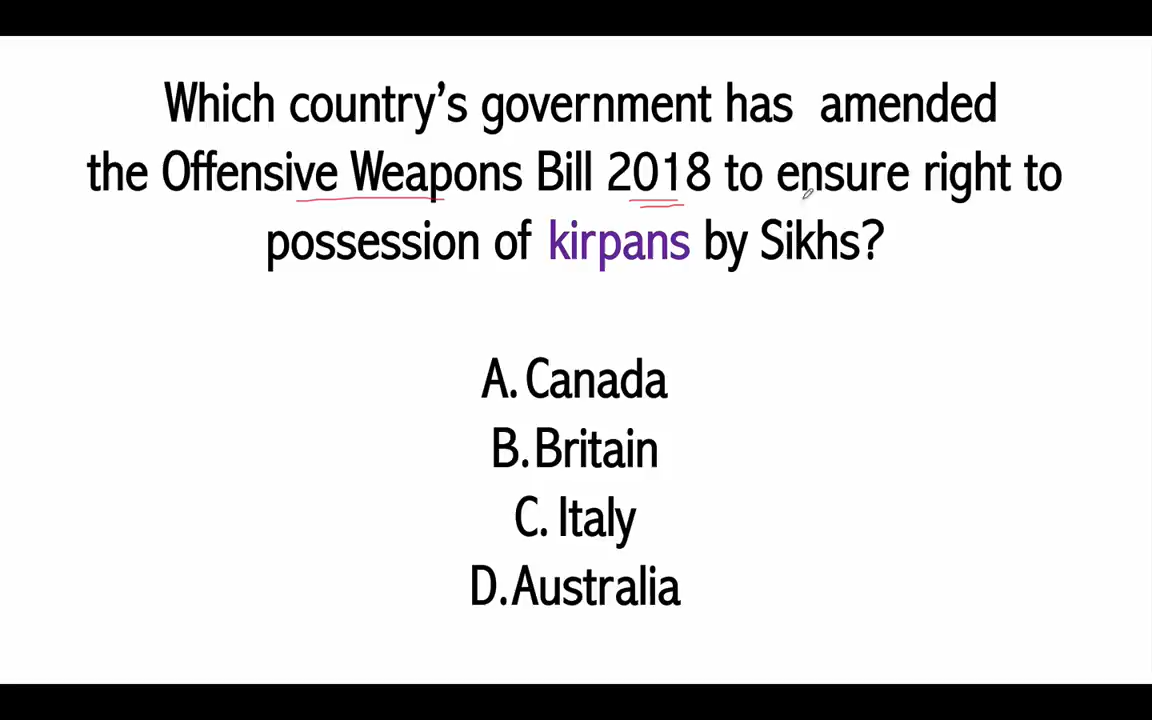 Which country’s government has amended
the Offensive Weapons Bill 2018 to ensure right to
possession of kirpans by Sikhs?
A. Canada
B. Britain
C. Italy
D. Australia